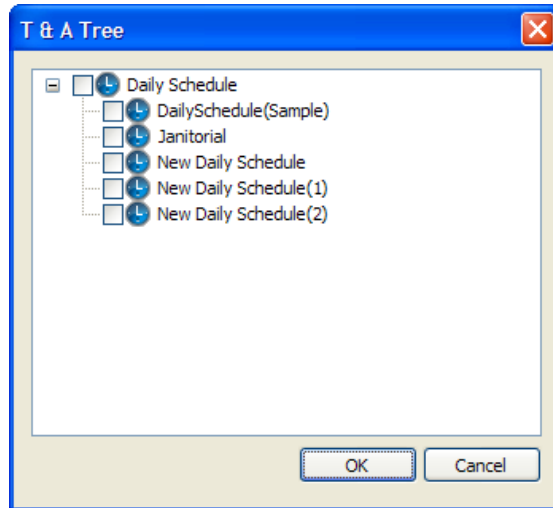 T & A Tree
Daily Schedule
DailySchedule(Sample)
Janitorial
New Daily Schedule
New Daily Schedule(1)
New Daily Schedule(2)
OK
Cancel